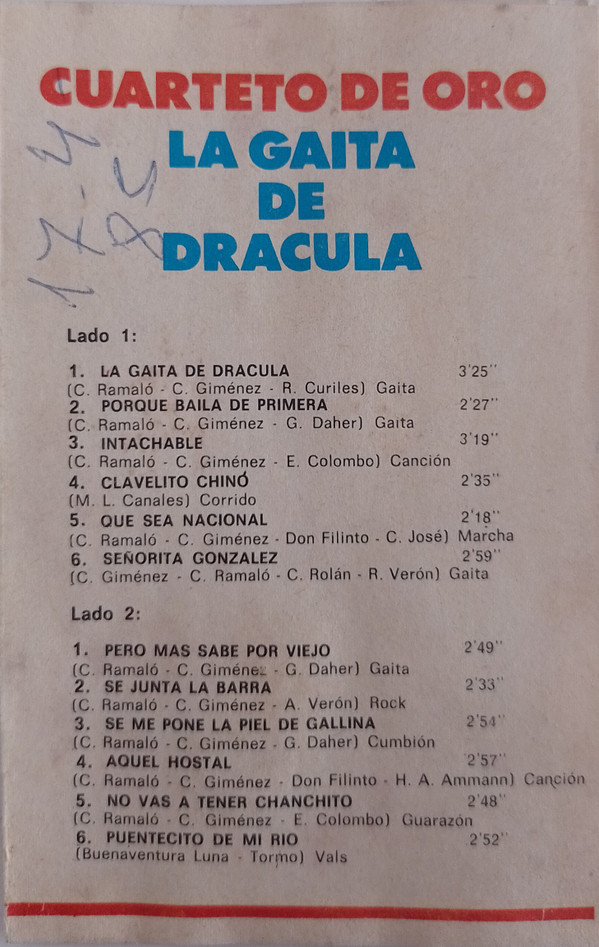 CUARTETO DE ORO
LA GAITA
DE
DRACULA
17-4
85
Lado 1:
1. LA GAITA DE DRACULA 3'25''
(C. Ramaló - C. Giménez - R. Curiles) Gaita
2. PORQUE BAILA DE PRIMERA 2'27''
(C. Ramaló - C. Giménez - G. Daher) Gaita
3. INTACHABLE 3'19''
(C. Ramaló - C. Giménez - E. Colombo) Canción
4. CLAVELITO CHINÓ 2'35''
(M. L. Canales) Corrido
5. QUE SEA NACIONAL 2'18''
(C. Ramaló - C. Giménez - Don Filinto - C. José) Marcha
6. SEÑORITA GONZALEZ 2'59''
(C. Giménez - C. Ramaló - C. Rolán - R. Verón) Gaita
Lado 2:
1. PERO MAS SABE POR VIEJO 2'49''
(C. Ramaló - C. Giménez - G. Daher) Gaita
2. SE JUNTA LA BARRA 2'33''
(C. Ramaló - C. Giménez - A. Verón) Rock
3. SE ME PONE LA PIEL DE GALLINA 2'54''
(C. Ramaló - C. Giménez - G. Daher) Cumbión
4. AQUEL HOSTAL 2'57''
(C. Ramaló - C. Giménez - Don Filinto - H. A. Ammann) Canción
5. NO VAS A TENER CHANCHITO 2'48''
(C. Ramaló - C. Giménez - E. Colombo) Guarazón
6. PUENTECITO DE MI RIO 2'52''
(Buenaventura Luna - Tormo) Vals